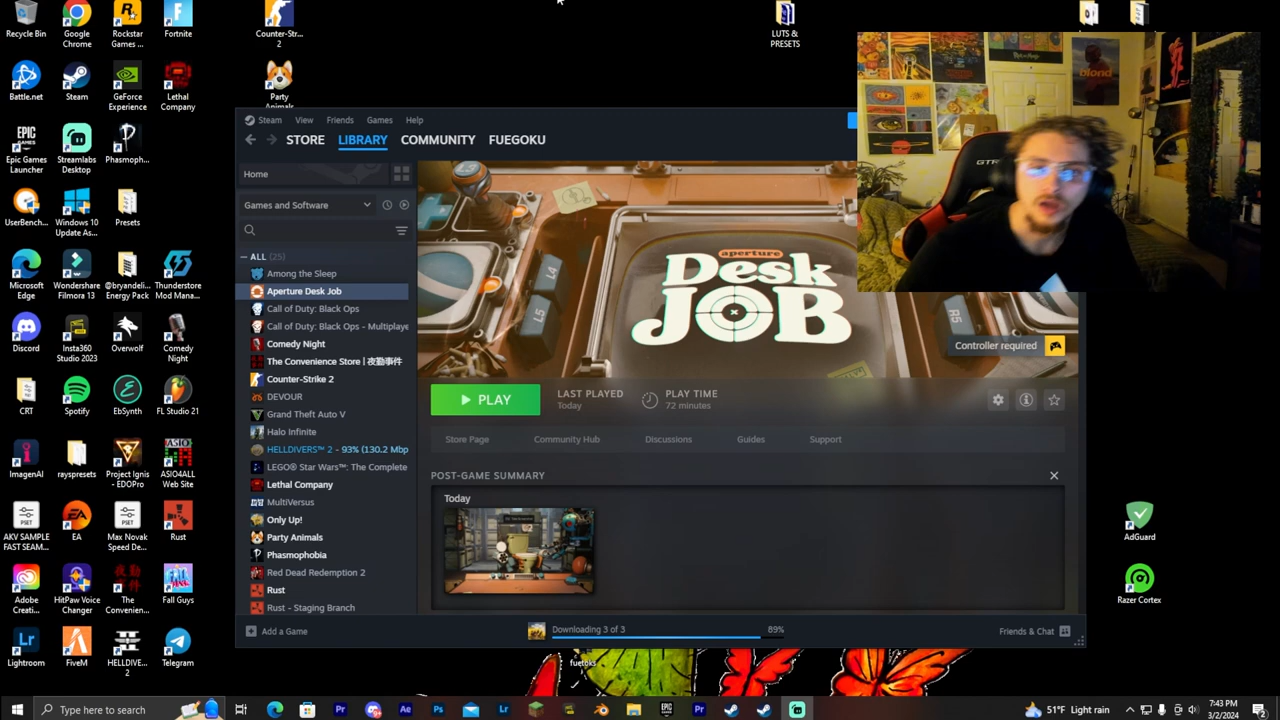 Recycle Bin
Google Chrome
Rockstar Games ...
Fortnite
Counter-Str... 2
LUTS & PRESETS
Battle.net
Steam
GeForce Experience
Lethal Company
Party Animals
Epic Games Launcher
Streamlabs Desktop
Phasmoph...
UserBench...
Windows 10 Update As...
Presets
Microsoft Edge
Wondershare Filmora 13
@bryandeli... Energy Pack
Thunderstore Mod Mana...
Discord
Insta360 Studio 2023
Overwolf
Comedy Night
CRT
Spotify
EbSynth
FL Studio 21
ImagenAI
rayspresets
Project Ignis - EDOPro
ASIO4ALL Web Site
AKV SAMPLE FAST SEAM...
EA
Max Novak Speed De...
Rust
Adobe Creati...
HitPaw Voice Changer
The Convenien...
Fall Guys
Lightroom
FiveM
HELLDIVE... 2
Telegram
AdGuard
Razer Cortex
Steam View Friends Games Help
STORE LIBRARY COMMUNITY FUEGOKU
Home
Games and Software
ALL (25)
Among the Sleep
Aperture Desk Job
Call of Duty: Black Ops
Call of Duty: Black Ops - Multiplaye
Comedy Night
The Convenience Store | 夜勤事件
Counter-Strike 2
DEVOUR
Grand Theft Auto V
Halo Infinite
HELLDIVERS™ 2 - 93% (130.2 Mbp
LEGO® Star Wars™: The Complete
Lethal Company
MultiVersus
Only Up!
Party Animals
Phasmophobia
Red Dead Redemption 2
Rust
Rust - Staging Branch
L4
L5
R5
aperture
Desk
JOB
Controller required
PLAY
LAST PLAYED
Today
PLAY TIME
72 minutes
Store Page Community Hub Discussions Guides Support
POST-GAME SUMMARY
Today
Add a Game
Downloading 3 of 3
89%
Friends & Chat
fuetoks
blond
GTR
Type here to search
51°F Light rain
7:43 PM
3/2/2024